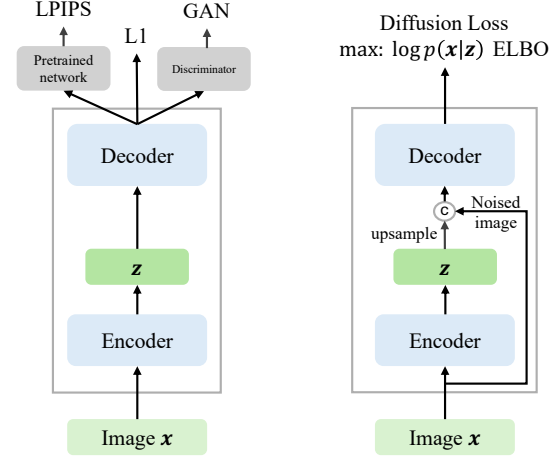 LPIPS
GAN
L1
Pretrained
network
Discriminator
Decoder
z
Encoder
Image x
Diffusion Loss
max: log p(x|z) ELBO
Decoder
C
Noised
image
upsample
z
Encoder
Image x